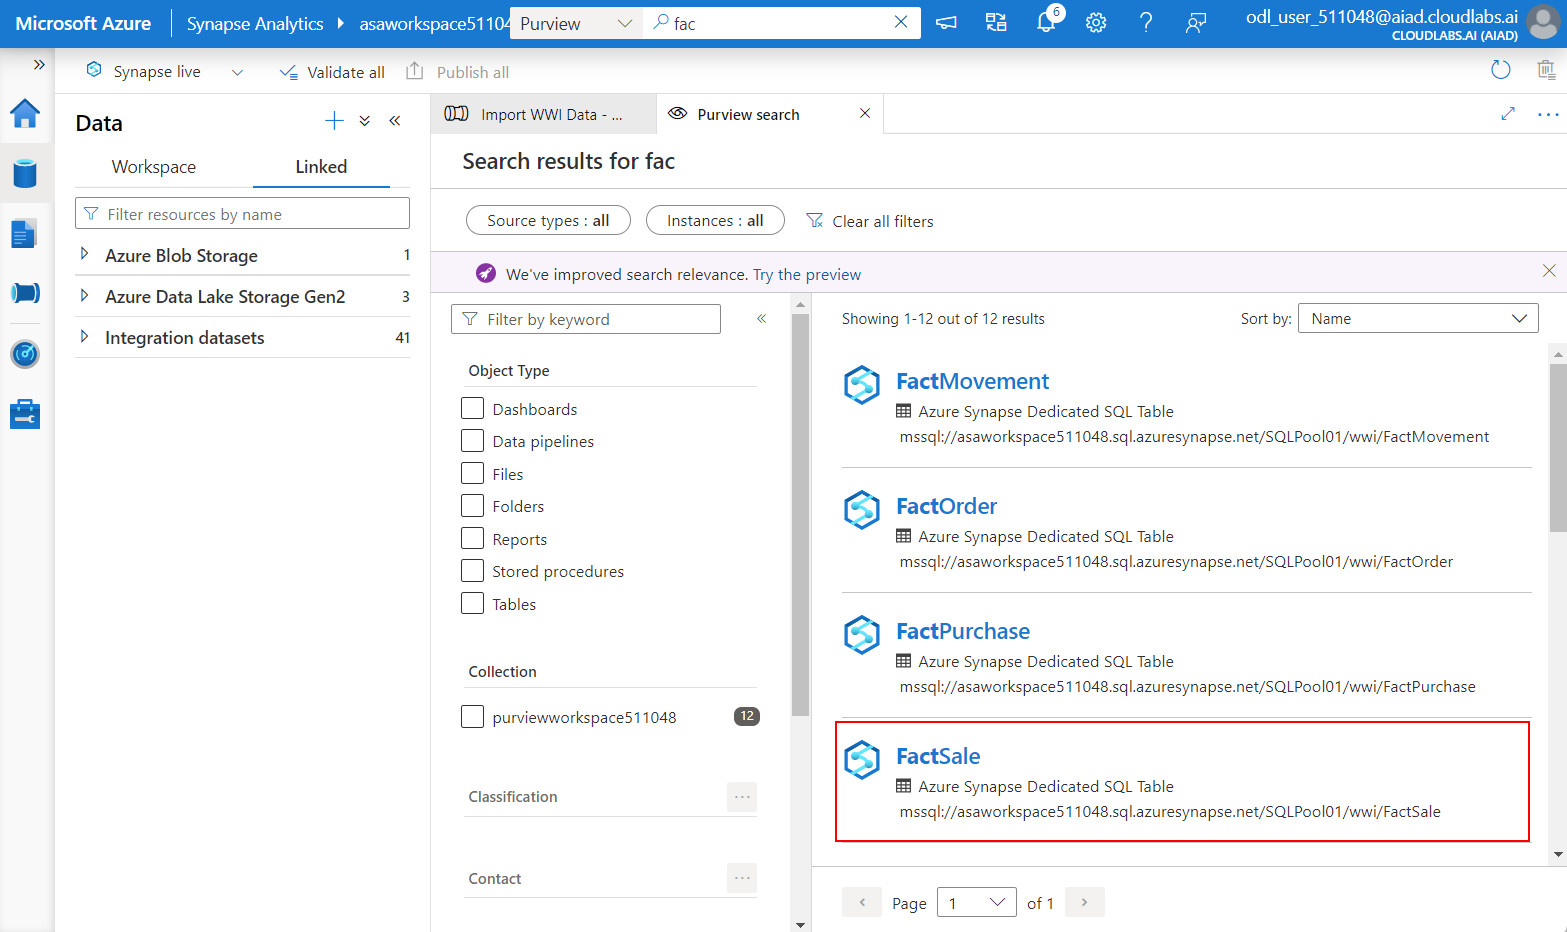 Microsoft Azure
Synapse Analytics
asaworkspace51104
Purview
fac
6
odl_user_511048@aiad.cloudlabs.ai
CLOUDLABS.AI (AIAD)
Synapse live
Validate all
Publish all
Data
Workspace
Linked
Filter resources by name
Azure Blob Storage 1
Azure Data Lake Storage Gen2 3
Integration datasets 41
Import WWI Data - ...
Purview search
Search results for fac
Source types : all
Instances : all
Clear all filters
We've improved search relevance. Try the preview
Filter by keyword
Object Type
Dashboards
Data pipelines
Files
Folders
Reports
Stored procedures
Tables
Collection
purviewworkspace511048 12
Classification
Contact
Showing 1-12 out of 12 results
Sort by: Name
FactMovement
Azure Synapse Dedicated SQL Table
mssql://asaworkspace511048.sql.azuresynapse.net/SQLPool01/wwi/FactMovement
FactOrder
Azure Synapse Dedicated SQL Table
mssql://asaworkspace511048.sql.azuresynapse.net/SQLPool01/wwi/FactOrder
FactPurchase
Azure Synapse Dedicated SQL Table
mssql://asaworkspace511048.sql.azuresynapse.net/SQLPool01/wwi/FactPurchase
FactSale
Azure Synapse Dedicated SQL Table
mssql://asaworkspace511048.sql.azuresynapse.net/SQLPool01/wwi/FactSale
Page 1 of 1